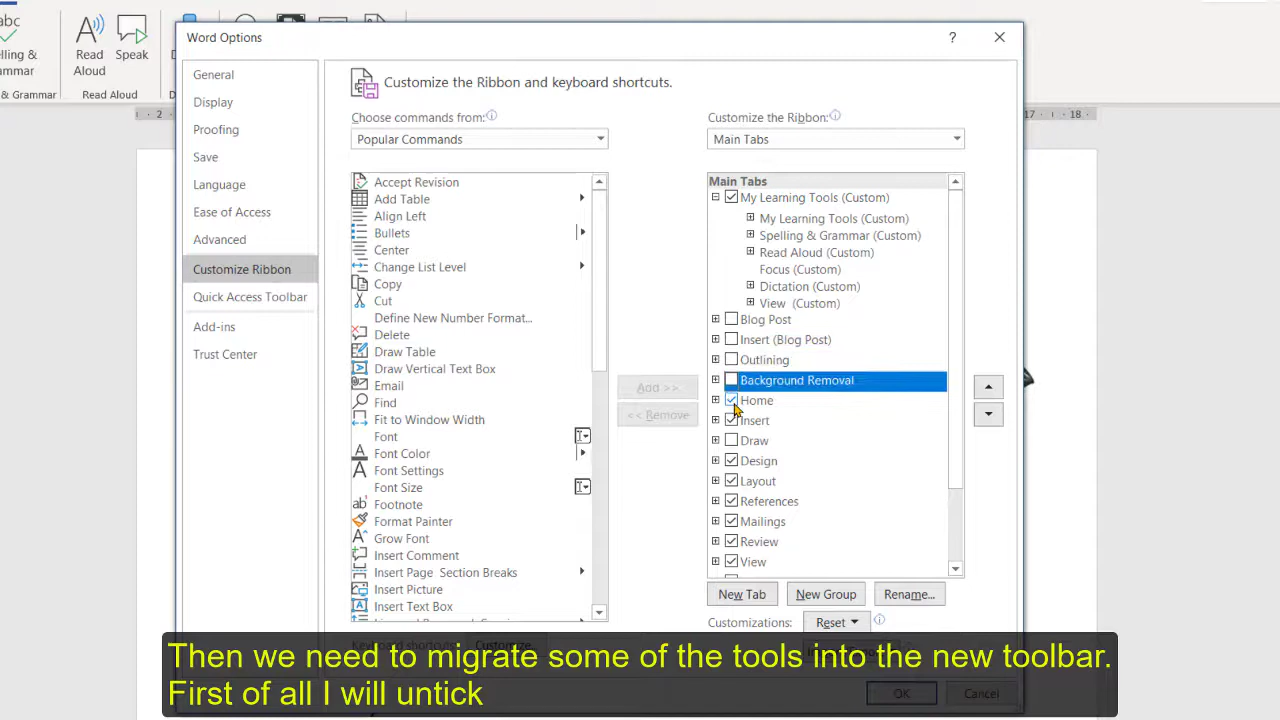 abc
lling &
ammar
& Grammar
Read
Aloud
Speak
Read Aloud
2
17
18
Word Options
General
Display
Proofing
Save
Language
Ease of Access
Advanced
Customize Ribbon
Quick Access Toolbar
Add-ins
Trust Center
Customize the Ribbon and keyboard shortcuts.
Choose commands from:
Popular Commands
Accept Revision
Add Table
Align Left
Bullets
Center
Change List Level
Copy
Cut
Define New Number Format...
Delete
Draw Table
Draw Vertical Text Box
Email
Find
Fit to Window Width
Font
Font Color
Font Settings
Font Size
Footnote
Format Painter
Grow Font
Insert Comment
Insert Page Section Breaks
Insert Picture
Insert Text Box
Add >>
<< Remove
Customize the Ribbon:
Main Tabs
Main Tabs
My Learning Tools (Custom)
My Learning Tools (Custom)
Spelling & Grammar (Custom)
Read Aloud (Custom)
Focus (Custom)
Dictation (Custom)
View (Custom)
Blog Post
Insert (Blog Post)
Outlining
Background Removal
Home
Insert
Draw
Design
Layout
References
Mailings
Review
View
New Tab
New Group
Rename...
Customizations:
Reset
Then we need to migrate some of the tools into the new toolbar.
First of all I will untick
OK
Cancel